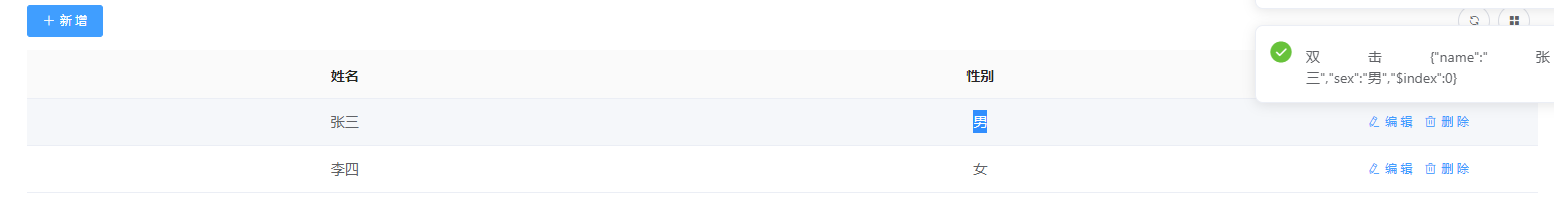 新增
姓名 性别
双击{"name":"张
三","sex":"男","$index":0}
张三 男 编辑 删除
李四 女 编辑 删除